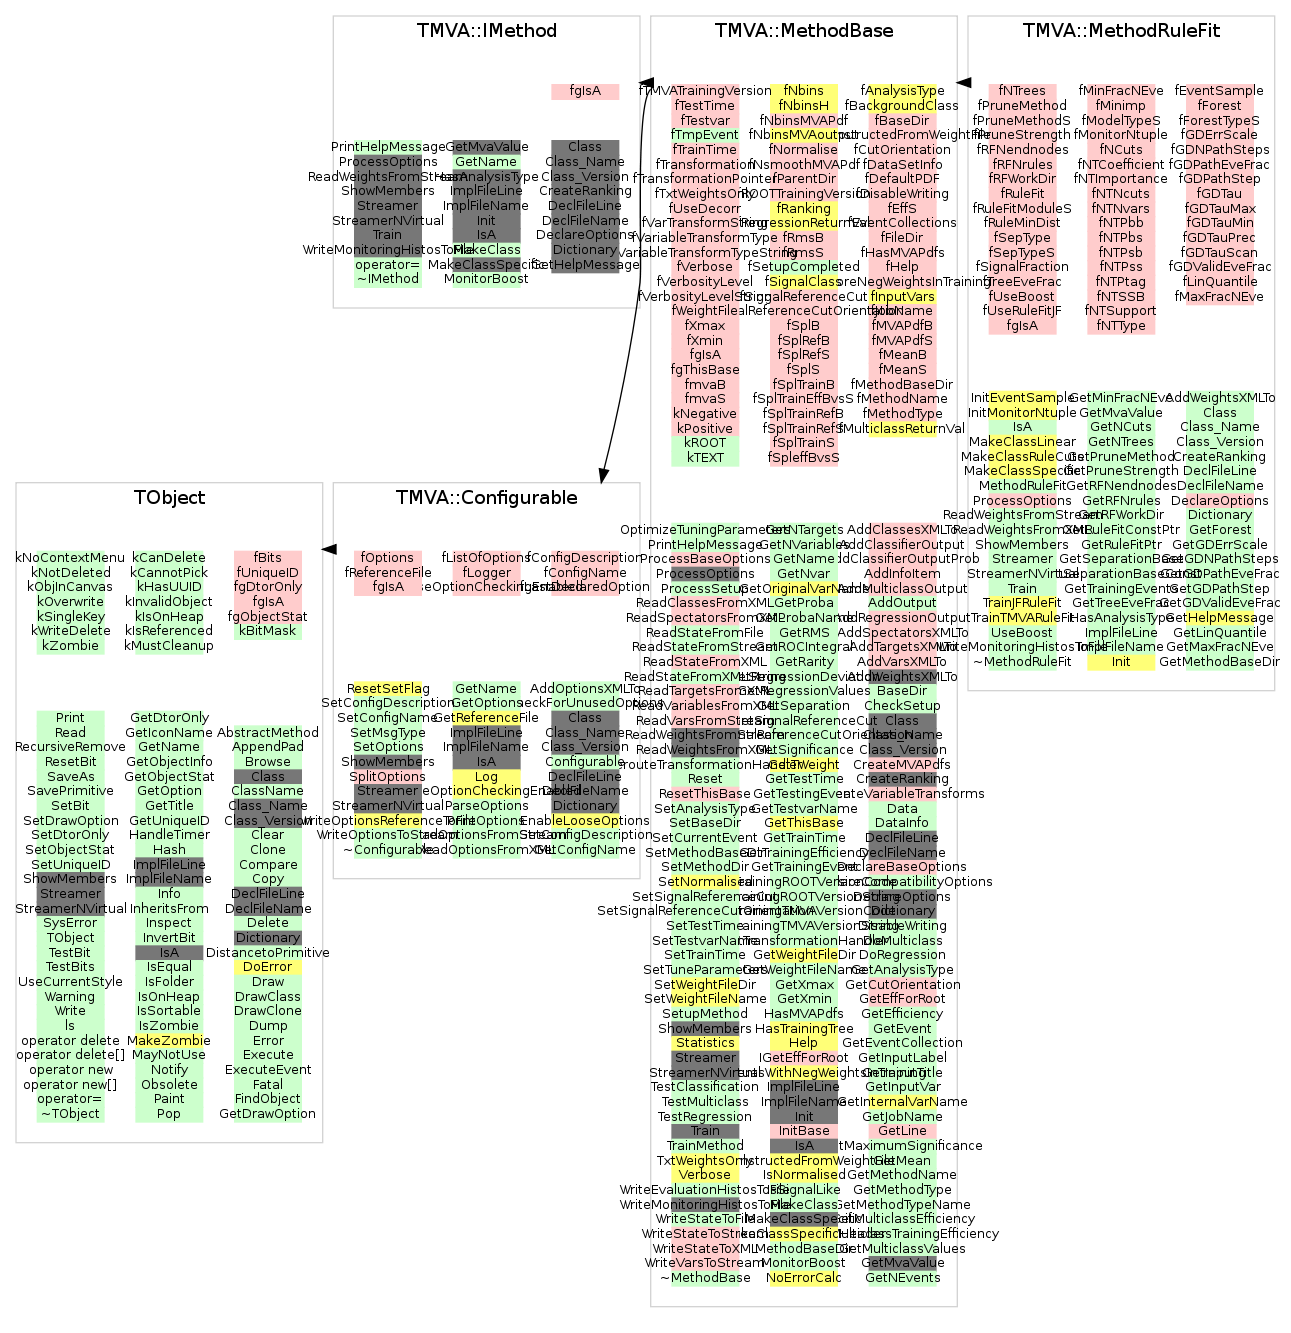 TMVA::IMethod
fgIsA
PrintHelpMessage
ProcessOptions
ReadWeightsFromStream
ShowMembers
Streamer
StreamerNVirtual
Train
WriteMonitoringHistosToFile
operator=
~IMethod
GetMvaValue
GetName
HasAnalysisType
ImplFileLine
ImplFileName
Init
IsA
MakeClass
MakeClassSpecific
MonitorBoost
Class
Class_Name
Class_Version
CreateRanking
DeclFileLine
DeclFileName
DeclareOptions
Dictionary
GetHelpMessage
TMVA::MethodBase
fTMVATrainingVersion
fTestTime
fTestvar
fTmpEvent
fTrainTime
fTransformation
fTransformationPointer
fTxtWeightsOnly
fUseDecorr
fVarTransformString
fVariableTransformType
VariableTransformTypeString
fVerbose
fVerbosityLevel
fVerbosityLevelString
fWeightFile
fXmax
fXmin
fgIsA
fgThisBase
fmvaB
fmvaS
kNegative
kPositive
kROOT
kTEXT
fNbins
fNbinsH
fNbinsMVAPdf
fNbinsMVAoutput
fNormalise
fNsmoothMVAPdf
fParentDir
fROOTTrainingVersion
fRanking
fRegressionReturnVal
fRmsB
fRmsS
fSetupCompleted
fSignalClass
fSignalReferenceCut
alReferenceCutOrientation
fSplB
fSplRefB
fSplRefS
fSplS
fSplTrainB
fSplTrainEffBvsS
fSplTrainRefB
fSplTrainRefS
fSplTrainS
fSpleffBvsS
fAnalysisType
fBackgroundClass
fBaseDir
structedFromWeightFile
fCutOrientation
fDataSetInfo
fDefaultPDF
fDisableWriting
fEffS
fEventCollections
fFileDir
fHasMVAPdfs
fHelp
oreNegWeightsInTraining
fInputVars
fJobName
fMVAPdfB
fMVAPdfS
fMeanB
fMeanS
fMethodBaseDir
fMethodName
fMethodType
fMulticlassReturnVal
OptimizeTuningParameters
PrintHelpMessage
ProcessBaseOptions
ProcessOptions
ProcessSetup
ReadClassesFromXML
ReadSpectatorsFromXML
ReadStateFromFile
ReadStateFromStream
ReadStateFromXML
ReadStateFromXMLString
ReadTargetsFromXML
ReadVariablesFromXML
ReadVarsFromStream
ReadWeightsFromStream
ReadWeightsFromXML
routeTransformationHandler
Reset
ResetThisBase
SetAnalysisType
SetBaseDir
SetCurrentEvent
SetMethodBaseDir
SetMethodDir
SetNormalised
SetSignalReferenceCut
SetSignalReferenceCutOrientation
SetTestTime
SetTestvarName
SetTrainTime
SetTuneParameters
SetWeightFileDir
SetWeightFileName
SetupMethod
ShowMembers
Statistics
Streamer
StreamerNVirtual
TestClassification
TestMulticlass
TestRegression
Train
TrainMethod
TxtWeightsOnly
Verbose
WriteEvaluationHistosToFile
WriteMonitoringHistosToFile
WriteStateToFile
WriteStateToStream
WriteStateToXML
WriteVarsToStream
~MethodBase
GetNTargets
GetNVariables
GetName
GetNvar
GetOriginalVarName
GetProba
GetProbaName
GetRMS
GetROCIntegral
GetRarity
GetRegressionDeviation
GetRegressionValues
GetSeparation
etSignalReferenceCut
alReferenceCutOrientation
GetSignificance
GetTWeight
GetTestTime
GetTestingEvent
GetTestvarName
GetThisBase
GetTrainTime
GetTrainingEfficiency
GetTrainingEvent
rainingROOTVersionCode
ainingROOTVersionString
rainingTMVAVersionCode
ainingTMVAVersionString
GetTransformationHandler
GetWeightFileDir
GetWeightFileName
GetXmax
GetXmin
HasMVAPdfs
HasTrainingTree
Help
IGetEffForRoot
entsWithNegWeightsInTraining
ImplFileLine
ImplFileName
Init
InitBase
IsA
structedFromWeightFile
IsNormalised
IsSignalLike
MakeClass
MakeClassSpecific
keClassSpecificHeader
MethodBaseDir
MonitorBoost
NoErrorCalc
AddClassesXMLTo
AddClassifierOutput
AddClassifierOutputProb
AddInfoItem
AddMulticlassOutput
AddOutput
AddRegressionOutput
AddSpectatorsXMLTo
AddTargetsXMLTo
AddVarsXMLTo
AddWeightsXMLTo
BaseDir
CheckSetup
Class
Class_Name
Class_Version
CreateMVAPdfs
CreateRanking
eateVariableTransforms
Data
DataInfo
DeclFileLine
DeclFileName
DeclareBaseOptions
lareCompatibilityOptions
DeclareOptions
Dictionary
DisableWriting
DoMulticlass
DoRegression
GetAnalysisType
GetCutOrientation
GetEffForRoot
GetEfficiency
GetEvent
GetEventCollection
GetInputLabel
GetInputTitle
GetInputVar
GetInternalVarName
GetJobName
GetLine
tMaximumSignificance
GetMean
GetMethodName
GetMethodType
GetMethodTypeName
etMulticlassEfficiency
ulticlassTrainingEfficiency
GetMulticlassValues
GetMvaValue
GetNEvents
TMVA::MethodRuleFit
fNTrees
fPruneMethod
fPruneMethodS
fPruneStrength
fRFNendnodes
fRFNrules
fRFWorkDir
fRuleFit
fRuleFitModuleS
fRuleMinDist
fSepType
fSepTypeS
fSignalFraction
fTreeEveFrac
fUseBoost
fUseRuleFitJF
fgIsA
fMinFracNEve
fMinimp
fModelTypeS
fMonitorNtuple
fNCuts
fNTCoefficient
fNTImportance
fNTNcuts
fNTNvars
fNTPbb
fNTPbs
fNTPsb
fNTPss
fNTPtag
fNTSSB
fNTSupport
fNTType
fEventSample
fForest
fForestTypeS
fGDErrScale
fGDNPathSteps
fGDPathEveFrac
fGDPathStep
fGDTau
fGDTauMax
fGDTauMin
fGDTauPrec
fGDTauScan
fGDValidEveFrac
fLinQuantile
fMaxFracNEve
InitEventSample
InitMonitorNtuple
IsA
MakeClassLinear
MakeClassRuleCuts
MakeClassSpecific
MethodRuleFit
ProcessOptions
ReadWeightsFromStream
ReadWeightsFromXML
ShowMembers
Streamer
StreamerNVirtual
Train
TrainJFRuleFit
TrainTMVARuleFit
UseBoost
WriteMonitoringHistosToFile
~MethodRuleFit
GetMinFracNEve
GetMvaValue
GetNCuts
GetNTrees
GetPruneMethod
GetPruneStrength
GetRFNendnodes
GetRFNrules
GetRFWorkDir
GetRuleFitConstPtr
GetRuleFitPtr
GetSeparationBase
tSeparationBaseConst
GetTrainingEvents
GetTreeEveFrac
HasAnalysisType
ImplFileLine
ImplFileName
Init
AddWeightsXMLTo
Class
Class_Name
Class_Version
CreateRanking
DeclFileLine
DeclFileName
DeclareOptions
Dictionary
GetForest
GetGDErrScale
GetGDNPathSteps
GetGDPathEveFrac
GetGDPathStep
GetGDValidEveFrac
GetHelpMessage
GetLinQuantile
GetMaxFracNEve
GetMethodBaseDir
TObject
kNoContextMenu
kNotDeleted
kObjInCanvas
kOverwrite
kSingleKey
kWriteDelete
kZombie
kCanDelete
kCannotPick
kHasUUID
kInvalidObject
kIsOnHeap
kIsReferenced
kMustCleanup
fBits
fUniqueID
fgDtorOnly
fgIsA
fgObjectStat
kBitMask
Print
Read
RecursiveRemove
ResetBit
SaveAs
SavePrimitive
SetBit
SetDrawOption
SetDtorOnly
SetObjectStat
SetUniqueID
ShowMembers
Streamer
StreamerNVirtual
SysError
TObject
TestBit
TestBits
UseCurrentStyle
Warning
Write
ls
operator delete
operator delete[]
operator new
operator new[]
operator=
~TObject
GetDtorOnly
GetIconName
GetName
GetObjectInfo
GetObjectStat
GetOption
GetTitle
GetUniqueID
HandleTimer
Hash
ImplFileLine
ImplFileName
Info
InheritsFrom
Inspect
InvertBit
IsA
IsEqual
IsFolder
IsOnHeap
IsSortable
IsZombie
MakeZombie
MayNotUse
Notify
Obsolete
Paint
Pop
AbstractMethod
AppendPad
Browse
Class
ClassName
Class_Name
Class_Version
Clear
Clone
Compare
Copy
DeclFileLine
DeclFileName
Delete
Dictionary
DistancetoPrimitive
DoError
Draw
DrawClass
DrawClone
Dump
Error
Execute
ExecuteEvent
Fatal
FindObject
GetDrawOption
TMVA::Configurable
fOptions
fReferenceFile
fgIsA
fListOfOptions
fLogger
seOptionCheckingEnabled
fConfigDescription
fConfigName
fLastDeclaredOption
ResetSetFlag
SetConfigDescription
SetConfigName
SetMsgType
SetOptions
ShowMembers
SplitOptions
Streamer
StreamerNVirtual
WriteOptionsReferenceToFile
WriteOptionsToStream
~Configurable
GetName
GetOptions
GetReferenceFile
ImplFileLine
ImplFileName
IsA
Log
eOptionCheckingEnabled
ParseOptions
PrintOptions
ReadOptionsFromStream
ReadOptionsFromXML
AddOptionsXMLTo
eckForUnusedOptions
Class
Class_Name
Class_Version
Configurable
DeclFileLine
DeclFileName
Dictionary
EnableLooseOptions
GetConfigDescription
GetConfigName